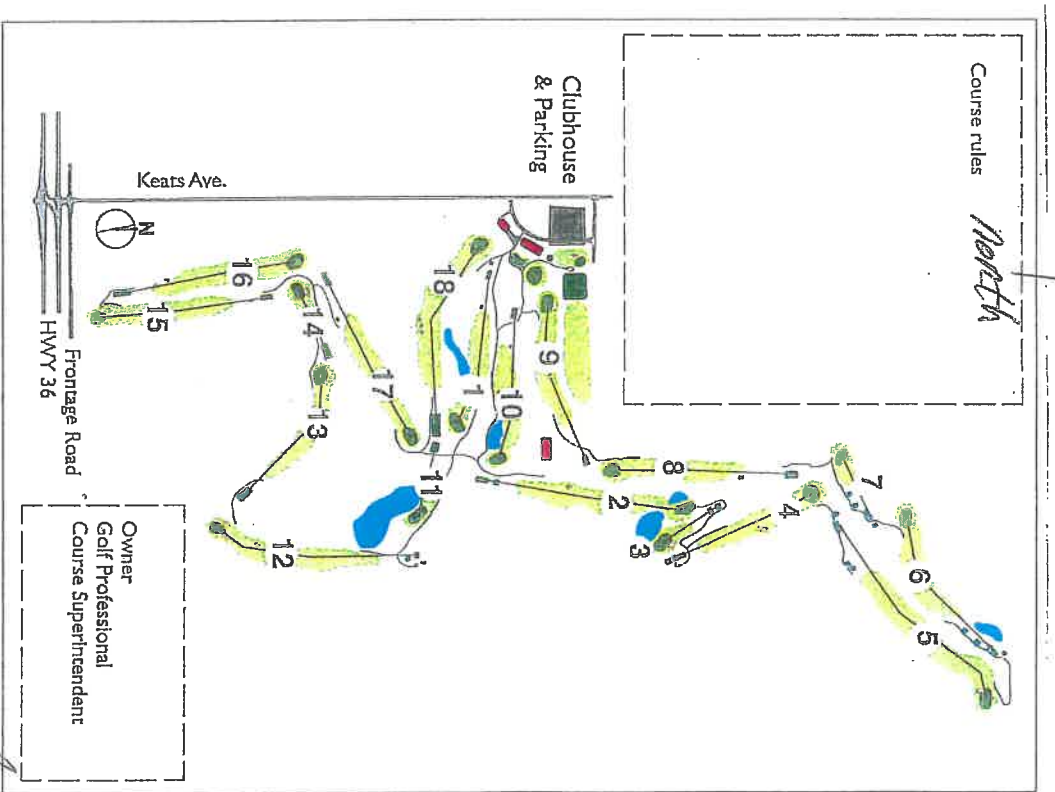 Course rules
North
Clubhouse
& Parking
Keats Ave.
N
HWY 36
Frontage Road
1
2
3
4
5
6
7
8
9
10
11
12
13
14
15
16
17
18
Owner
Golf Professional
Course Superintendent